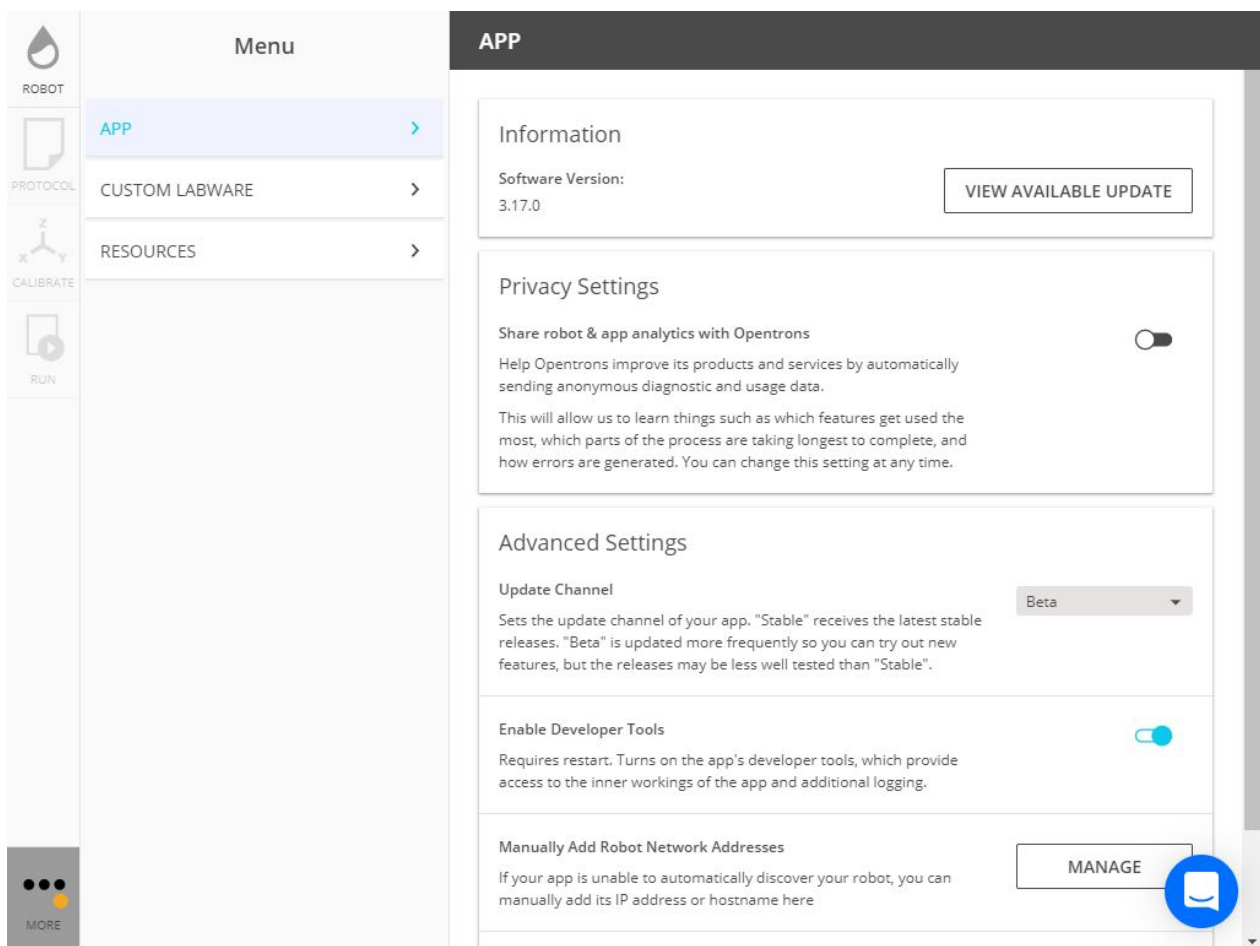 ROBOT
PROTOCOL
Z
X
Y
CALIBRATE
RUN
MORE
Menu
APP
CUSTOM LABWARE
RESOURCES
APP
Information
Software Version:
3.17.0
VIEW AVAILABLE UPDATE
Privacy Settings
Share robot & app analytics with Opentrons
Help Opentrons improve its products and services by automatically
sending anonymous diagnostic and usage data.
This will allow us to learn things such as which features get used the
most, which parts of the process are taking longest to complete, and
how errors are generated. You can change this setting at any time.
Advanced Settings
Update Channel
Beta
Sets the update channel of your app. "Stable" receives the latest stable
releases. "Beta" is updated more frequently so you can try out new
features, but the releases may be less well tested than "Stable".
Enable Developer Tools
Requires restart. Turns on the app's developer tools, which provide
access to the inner workings of the app and additional logging.
Manually Add Robot Network Addresses
If your app is unable to automatically discover your robot, you can
manually add its IP address or hostname here
MANAGE